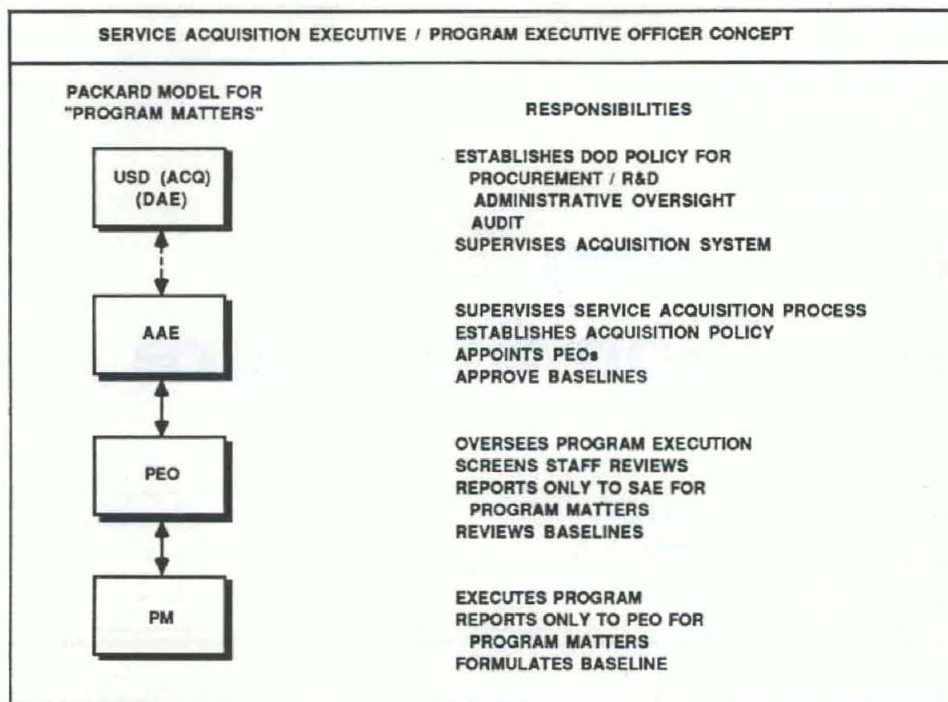 SERVICE ACQUISITION EXECUTIVE / PROGRAM EXECUTIVE OFFICER CONCEPT
PACKARD MODEL FOR
"PROGRAM MATTERS"
RESPONSIBILITIES
USD (ACQ)
(DAE)
ESTABLISHES DOD POLICY FOR
PROCUREMENT / R&D
ADMINISTRATIVE OVERSIGHT
AUDIT
SUPERVISES ACQUISITION SYSTEM
AAE
SUPERVISES SERVICE ACQUISITION PROCESS
ESTABLISHES ACQUISITION POLICY
APPOINTS PEOs
APPROVE BASELINES
PEO
OVERSEES PROGRAM EXECUTION
SCREENS STAFF REVIEWS
REPORTS ONLY TO SAE FOR
PROGRAM MATTERS
REVIEWS BASELINES
PM
EXECUTES PROGRAM
REPORTS ONLY TO PEO FOR
PROGRAM MATTERS
FORMULATES BASELINE